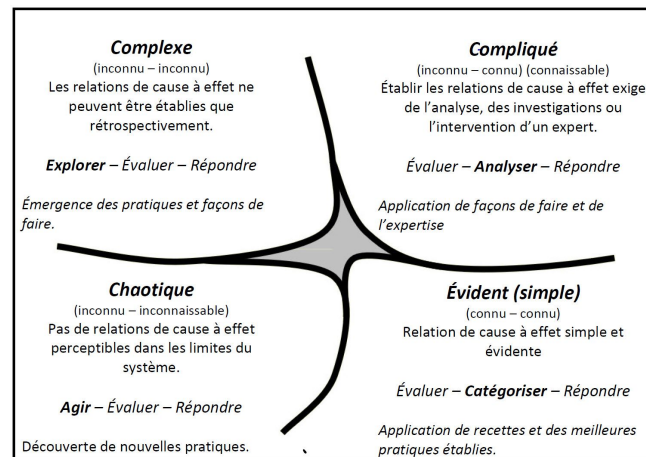 Complexe
(inconnu – inconnu)
Les relations de cause à effet ne
peuvent être établies que
rétrospectivement.
Explorer – Évaluer – Répondre
Émergence des pratiques et façons de
faire.
Compliqué
(inconnu – connu) (connaissable)
Établir les relations de cause à effet exige
de l’analyse, des investigations ou
l’intervention d’un expert.
Évaluer – Analyser – Répondre
Application de façons de faire et de
l’expertise
Chaotique
(inconnu – inconnaissable)
Pas de relations de cause à effet
perceptibles dans les limites du
système.
Agir – Évaluer – Répondre
Découverte de nouvelles pratiques.
Évident (simple)
(connu – connu)
Relation de cause à effet simple et
évidente
Évaluer – Catégoriser – Répondre
Application de recettes et des meilleures
pratiques établies.